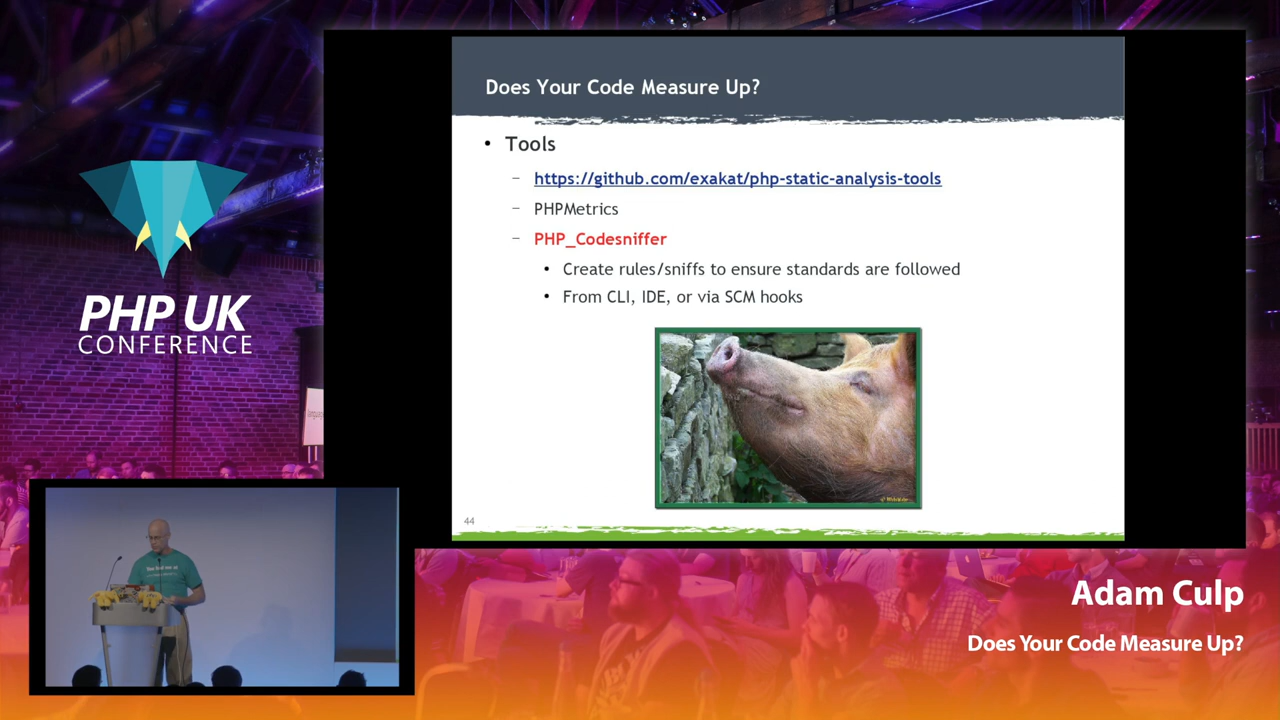 Does Your Code Measure Up?
• Tools
– https://github.com/exakat/php-static-analysis-tools
– PHPMetrics
– PHP_Codesniffer
• Create rules/sniffs to ensure standards are followed
• From CLI, IDE, or via SCM hooks
44
PHP UK
CONFERENCE
Adam Culp
Does Your Code Measure Up?